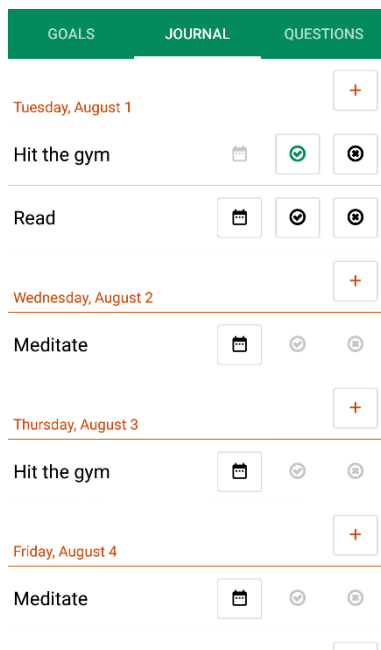 GOALS JOURNAL QUESTIONS
Tuesday, August 1
Hit the gym
Read
Wednesday, August 2
Meditate
Thursday, August 3
Hit the gym
Friday, August 4
Meditate